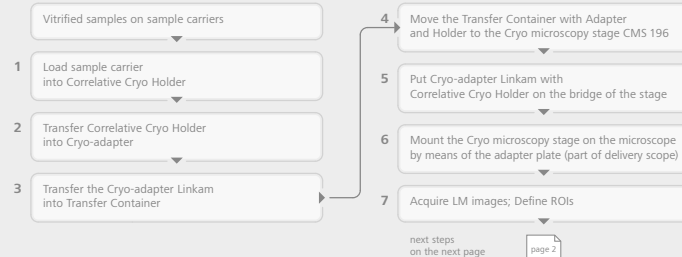 Vitrified samples on sample carriers
1
Load sample carrier
into Correlative Cryo Holder
2
Transfer Correlative Cryo Holder
into Cryo-adapter
3
Transfer the Cryo-adapter Linkam
into Transfer Container
4
Move the Transfer Container with Adapter
and Holder to the Cryo microscopy stage CMS 196
5
Put Cryo-adapter Linkam with
Correlative Cryo Holder on the bridge of the stage
6
Mount the Cryo microscopy stage on the microscope
by means of the adapter plate (part of delivery scope)
7
Acquire LM images; Define ROIs
next steps
on the next page
page 2